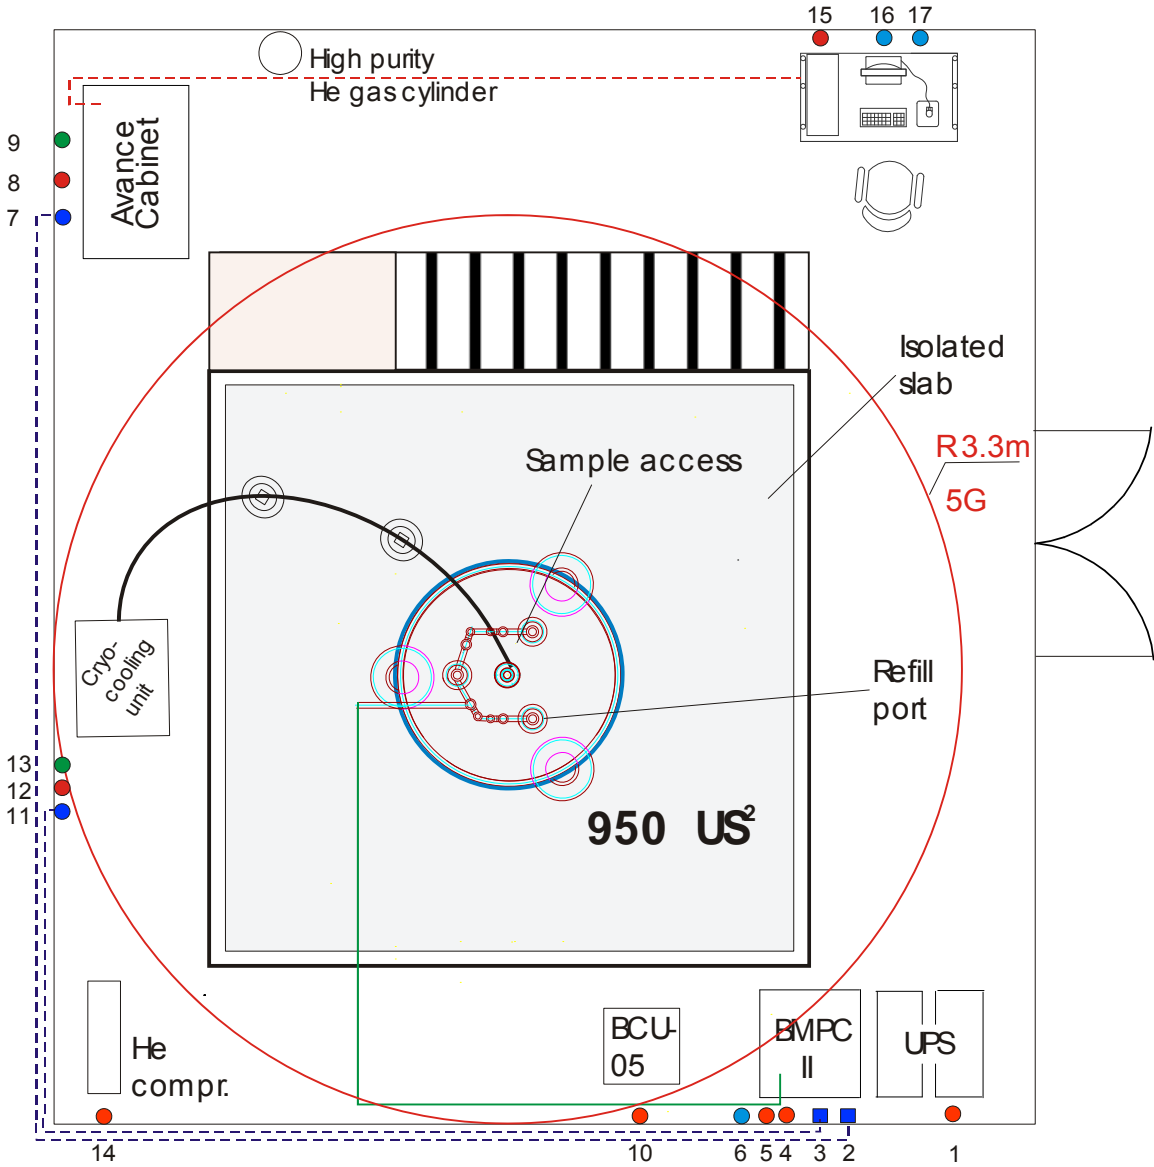 15 16 17
High purity
He gas cylinder
Avance
Cabinet
9
8
7
Isolated
slab
R3.3m
5G
Sample access
Cryo-
cooling
unit
Refill
port
13
12
11
950 US²
He
compr.
BCU-
05
BMPC
II
UPS
14 10 6 5 4 3 2 1